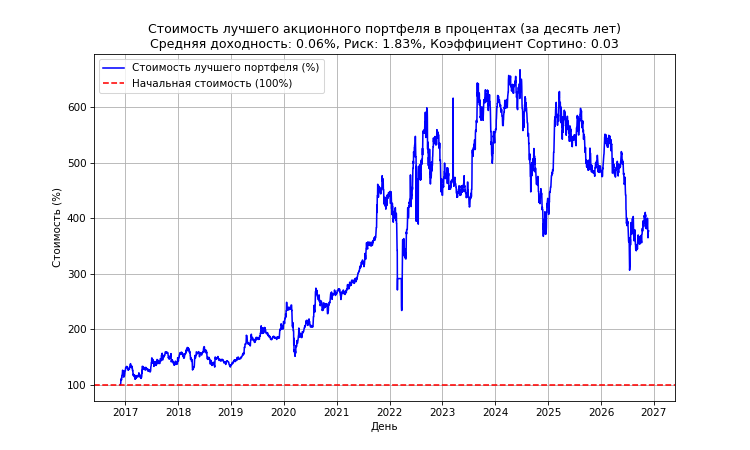 Стоимость лучшего акционного портфеля в процентах (за десять лет)
Средняя доходность: 0.06%, Риск: 1.83%, Коэффициент Сортино: 0.03
Стоимость лучшего портфеля (%)
Начальная стоимость (100%)
Стоимость (%)
600
500
400
300
200
100
2017 2018 2019 2020 2021 2022 2023 2024 2025 2026 2027
День